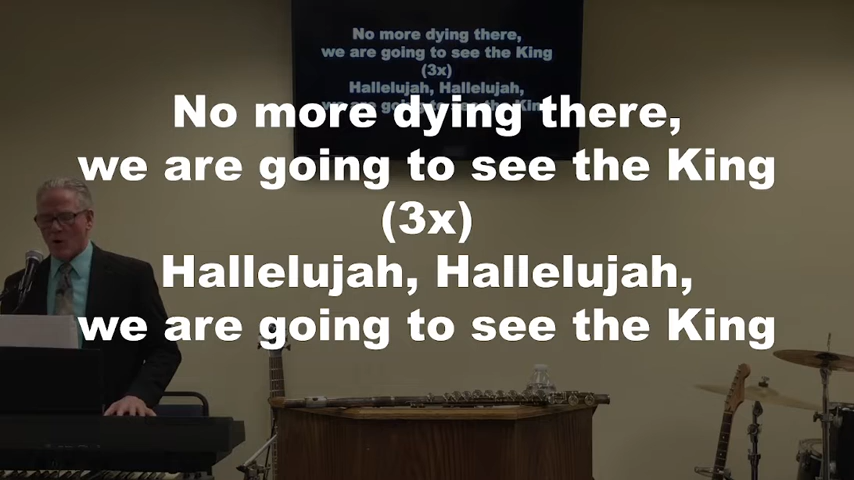 No more dying there,
we are going to see the King
(3x)
Hallelujah, Hallelujah,
No more dying there,
we are going to see the King
(3x)
Hallelujah, Hallelujah,
we are going to see the King